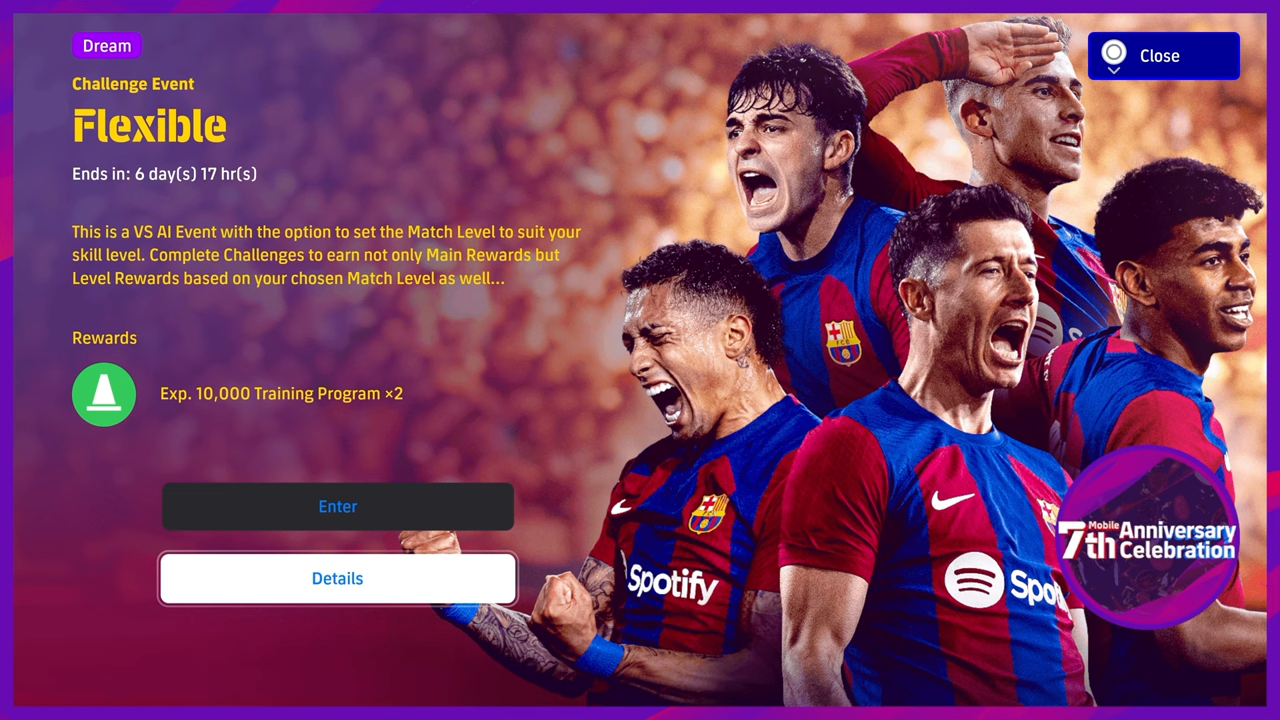 Dream
Close
Challenge Event
Flexible
Ends in: 6 day(s) 17 hr(s)
This is a VS AI Event with the option to set the Match Level to suit your
skill level. Complete Challenges to earn not only Main Rewards but
Level Rewards based on your chosen Match Level as well...
Rewards
Exp. 10,000 Training Program ×2
Enter
Details
Spotify
Spo
Mobile
7th Anniversary
Celebration